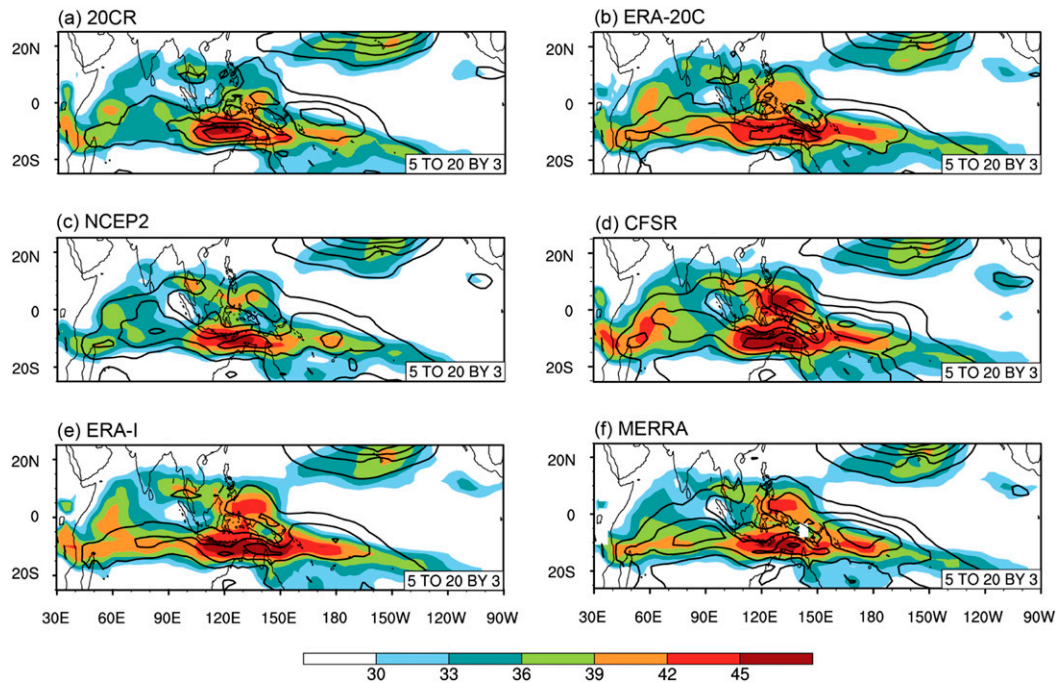 (a) 20CR
(b) ERA-20C
20N
0
20S
5 TO 20 BY 3
20N
0
20S
5 TO 20 BY 3
(c) NCEP2
(d) CFSR
20N
0
20S
5 TO 20 BY 3
20N
0
20S
5 TO 20 BY 3
(e) ERA-I
(f) MERRA
20N
0
20S
5 TO 20 BY 3
20N
0
20S
5 TO 20 BY 3
30E 60E 90E 120E 150E 180 150W 120W 90W
30E 60E 90E 120E 150E 180 150W 120W 90W
30 33 36 39 42 45